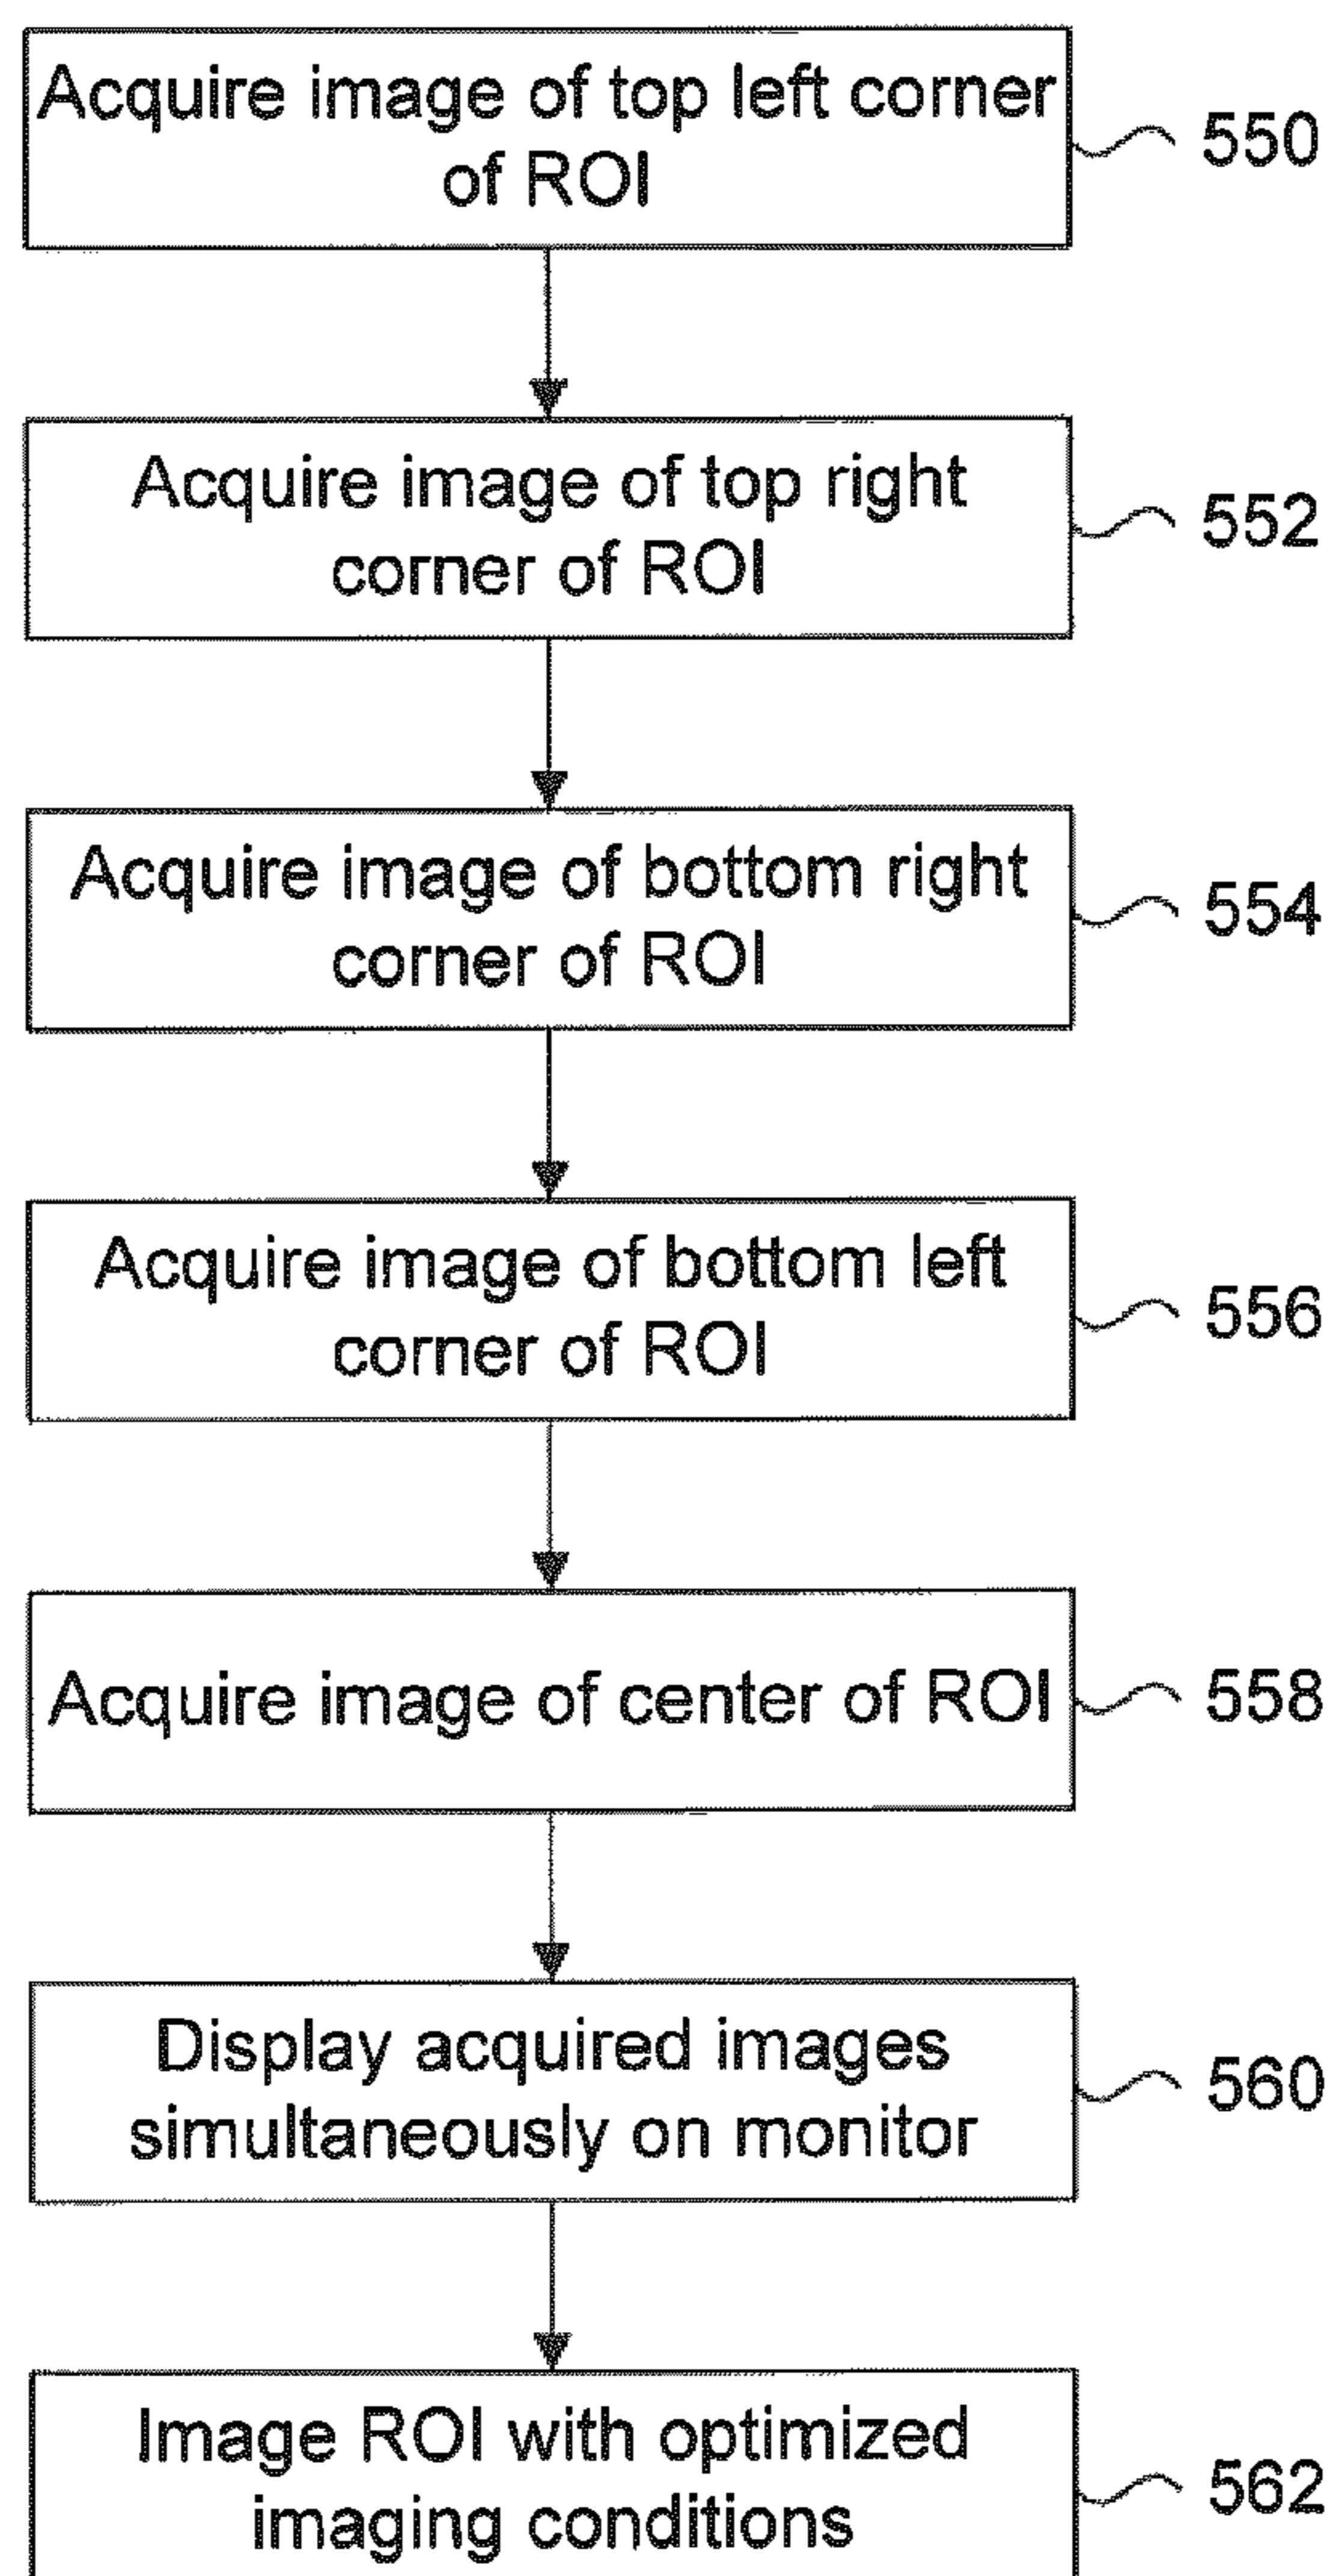 Acquire image of top left corner
of ROI
550
Acquire image of top right
corner of ROI
552
Acquire image of bottom right
corner of ROI
554
Acquire image of bottom left
corner of ROI
556
Acquire image of center of ROI
558
Display acquired images
simultaneously on monitor
560
Image ROI with optimized
imaging conditions
562